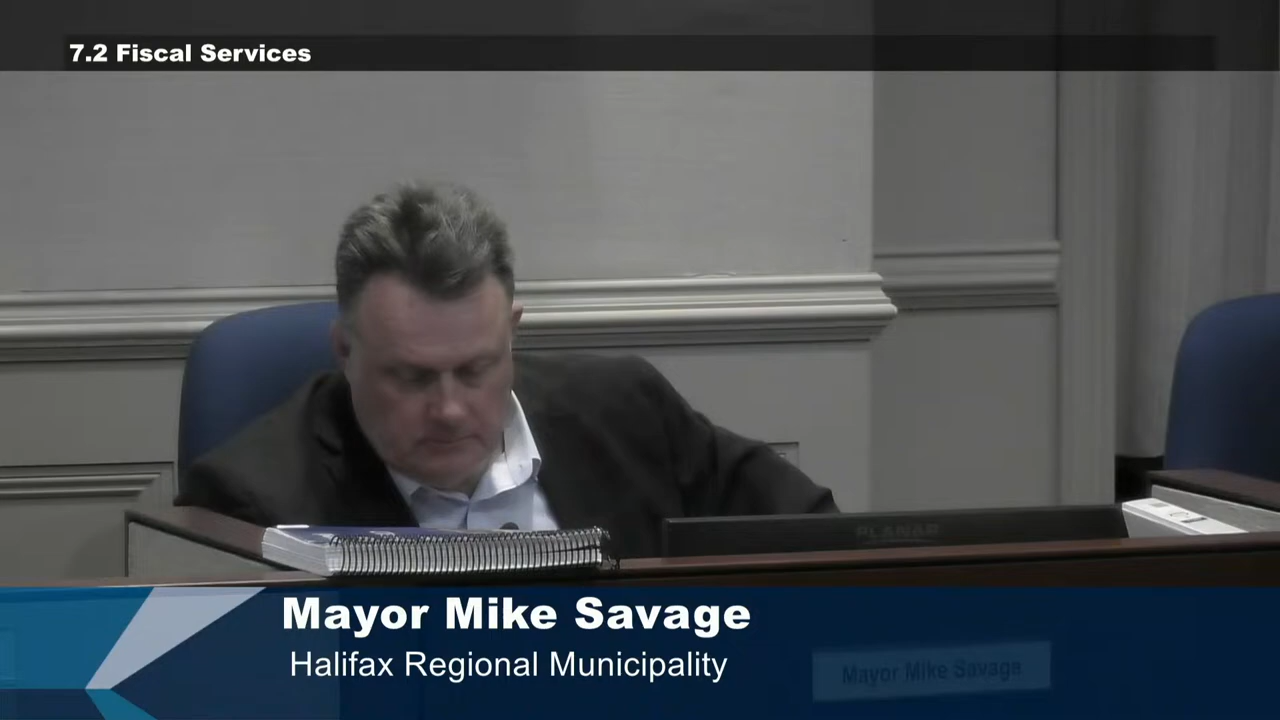 7.2 Fiscal Services
PLANAR
Mayor Mike Savage
Halifax Regional Municipality
Mayor Mike Savage